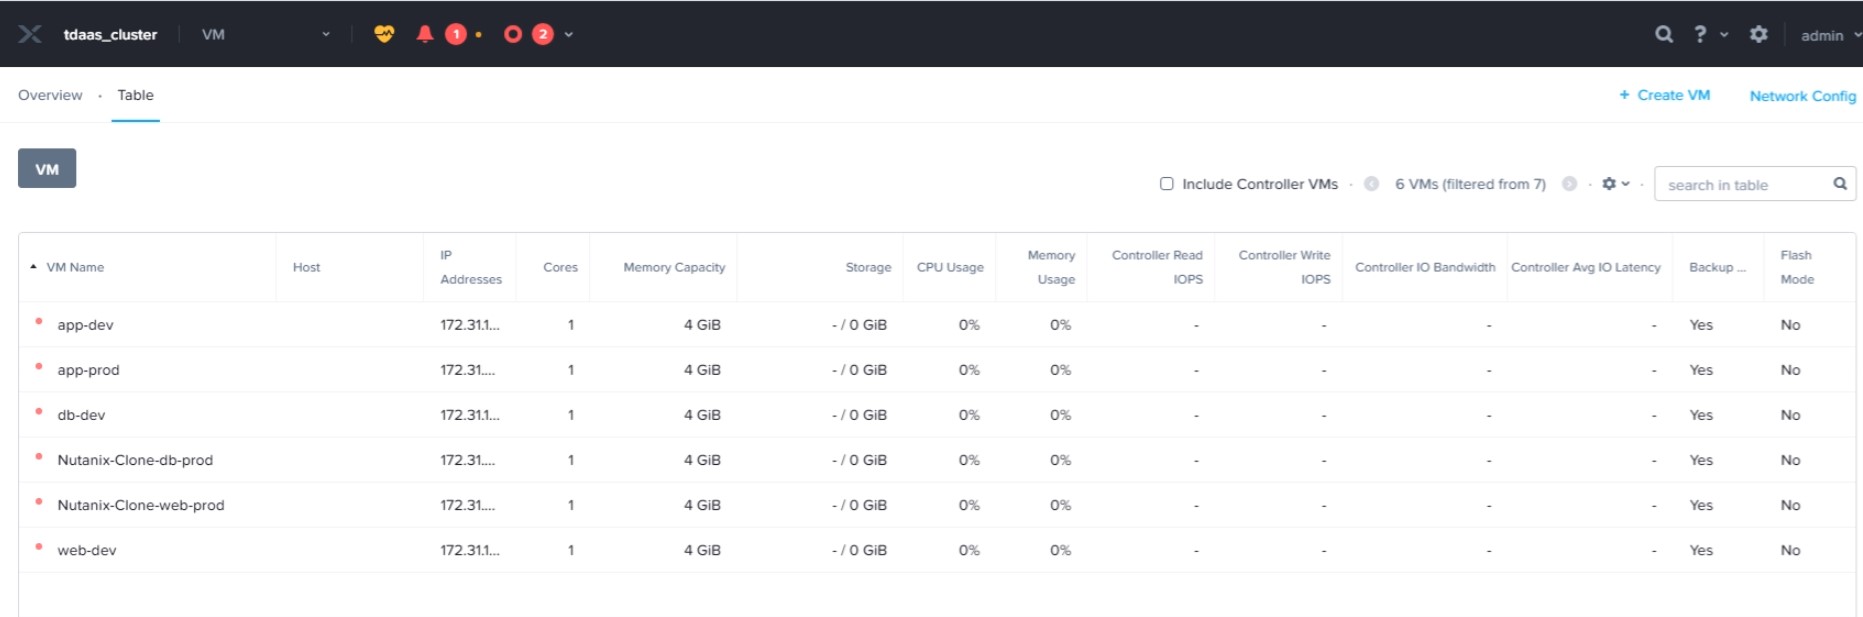 tdaas_cluster VM 1 2 ? admin
Overview · Table + Create VM Network Config
VM
Include Controller VMs · 6 VMs (filtered from 7) · · search in table
VM Name Host IP Addresses Cores Memory Capacity Storage CPU Usage Memory Usage Controller Read IOPS Controller Write IOPS Controller IO Bandwidth Controller Avg IO Latency Backup ... Flash Mode
app-dev 172.31.1... 1 4 GiB - / 0 GiB 0% 0% - - - - Yes No
app-prod 172.31.... 1 4 GiB - / 0 GiB 0% 0% - - - - Yes No
db-dev 172.31.1... 1 4 GiB - / 0 GiB 0% 0% - - - - Yes No
Nutanix-Clone-db-prod 172.31.... 1 4 GiB - / 0 GiB 0% 0% - - - - Yes No
Nutanix-Clone-web-prod 172.31.... 1 4 GiB - / 0 GiB 0% 0% - - - - Yes No
web-dev 172.31.1... 1 4 GiB - / 0 GiB 0% 0% - - - - Yes No